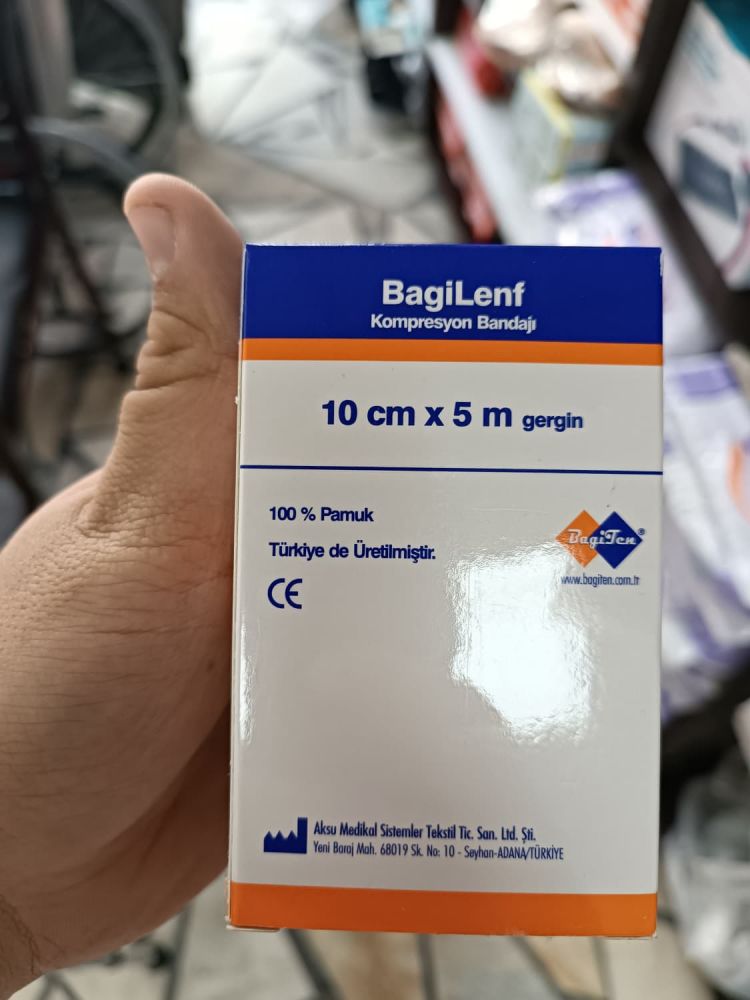 BagiLenf
Kompresyon Bandajı
10 cm x 5 m gergin
100 % Pamuk
Türkiye de Üretilmiştir.
CE
BagiTen®
www.bagiten.com.tr
Aksu Medikal Sistemler Tekstil Tic. San. Ltd. Şti.
Yeni Baraj Mah. 68019 Sk. No: 10 - Seyhan-ADANA/TÜRKİYE